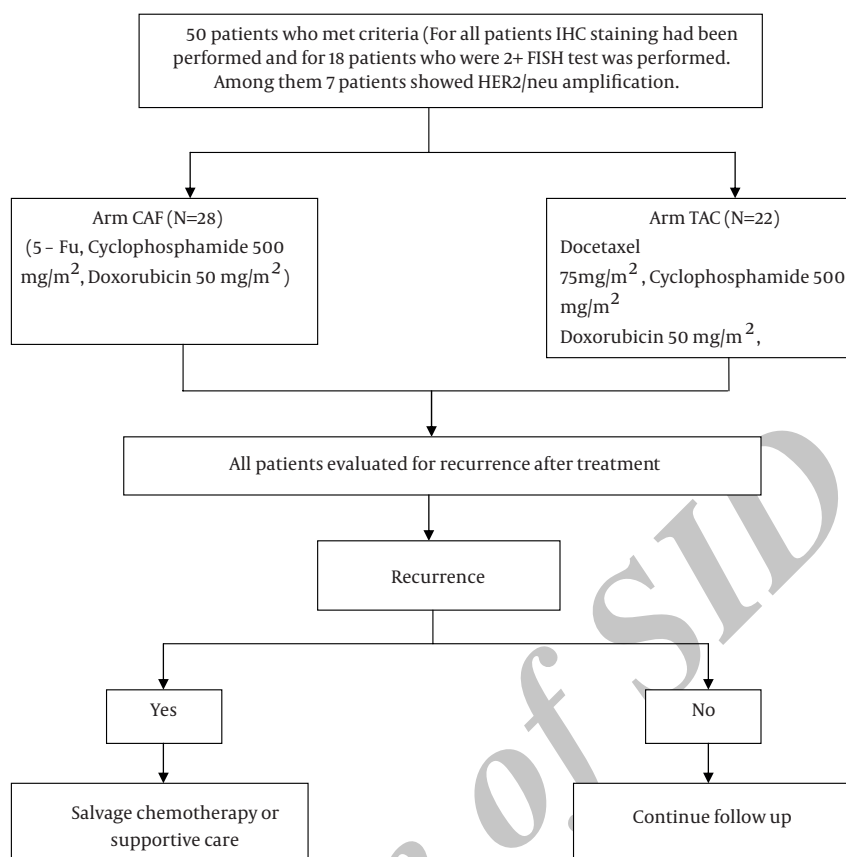 50 patients who met criteria (For all patients IHC staining had been
performed and for 18 patients who were 2+ FISH test was performed.
Among them 7 patients showed HER2/neu amplification.
Arm CAF (N=28)
(5 – Fu, Cyclophosphamide 500
mg/m², Doxorubicin 50 mg/m²)
Arm TAC (N=22)
Docetaxel
75mg/m², Cyclophosphamide 500
mg/m²
Doxorubicin 50 mg/m²,
All patients evaluated for recurrence after treatment
Recurrence
Yes
No
Salvage chemotherapy or
supportive care
Continue follow up
of SID